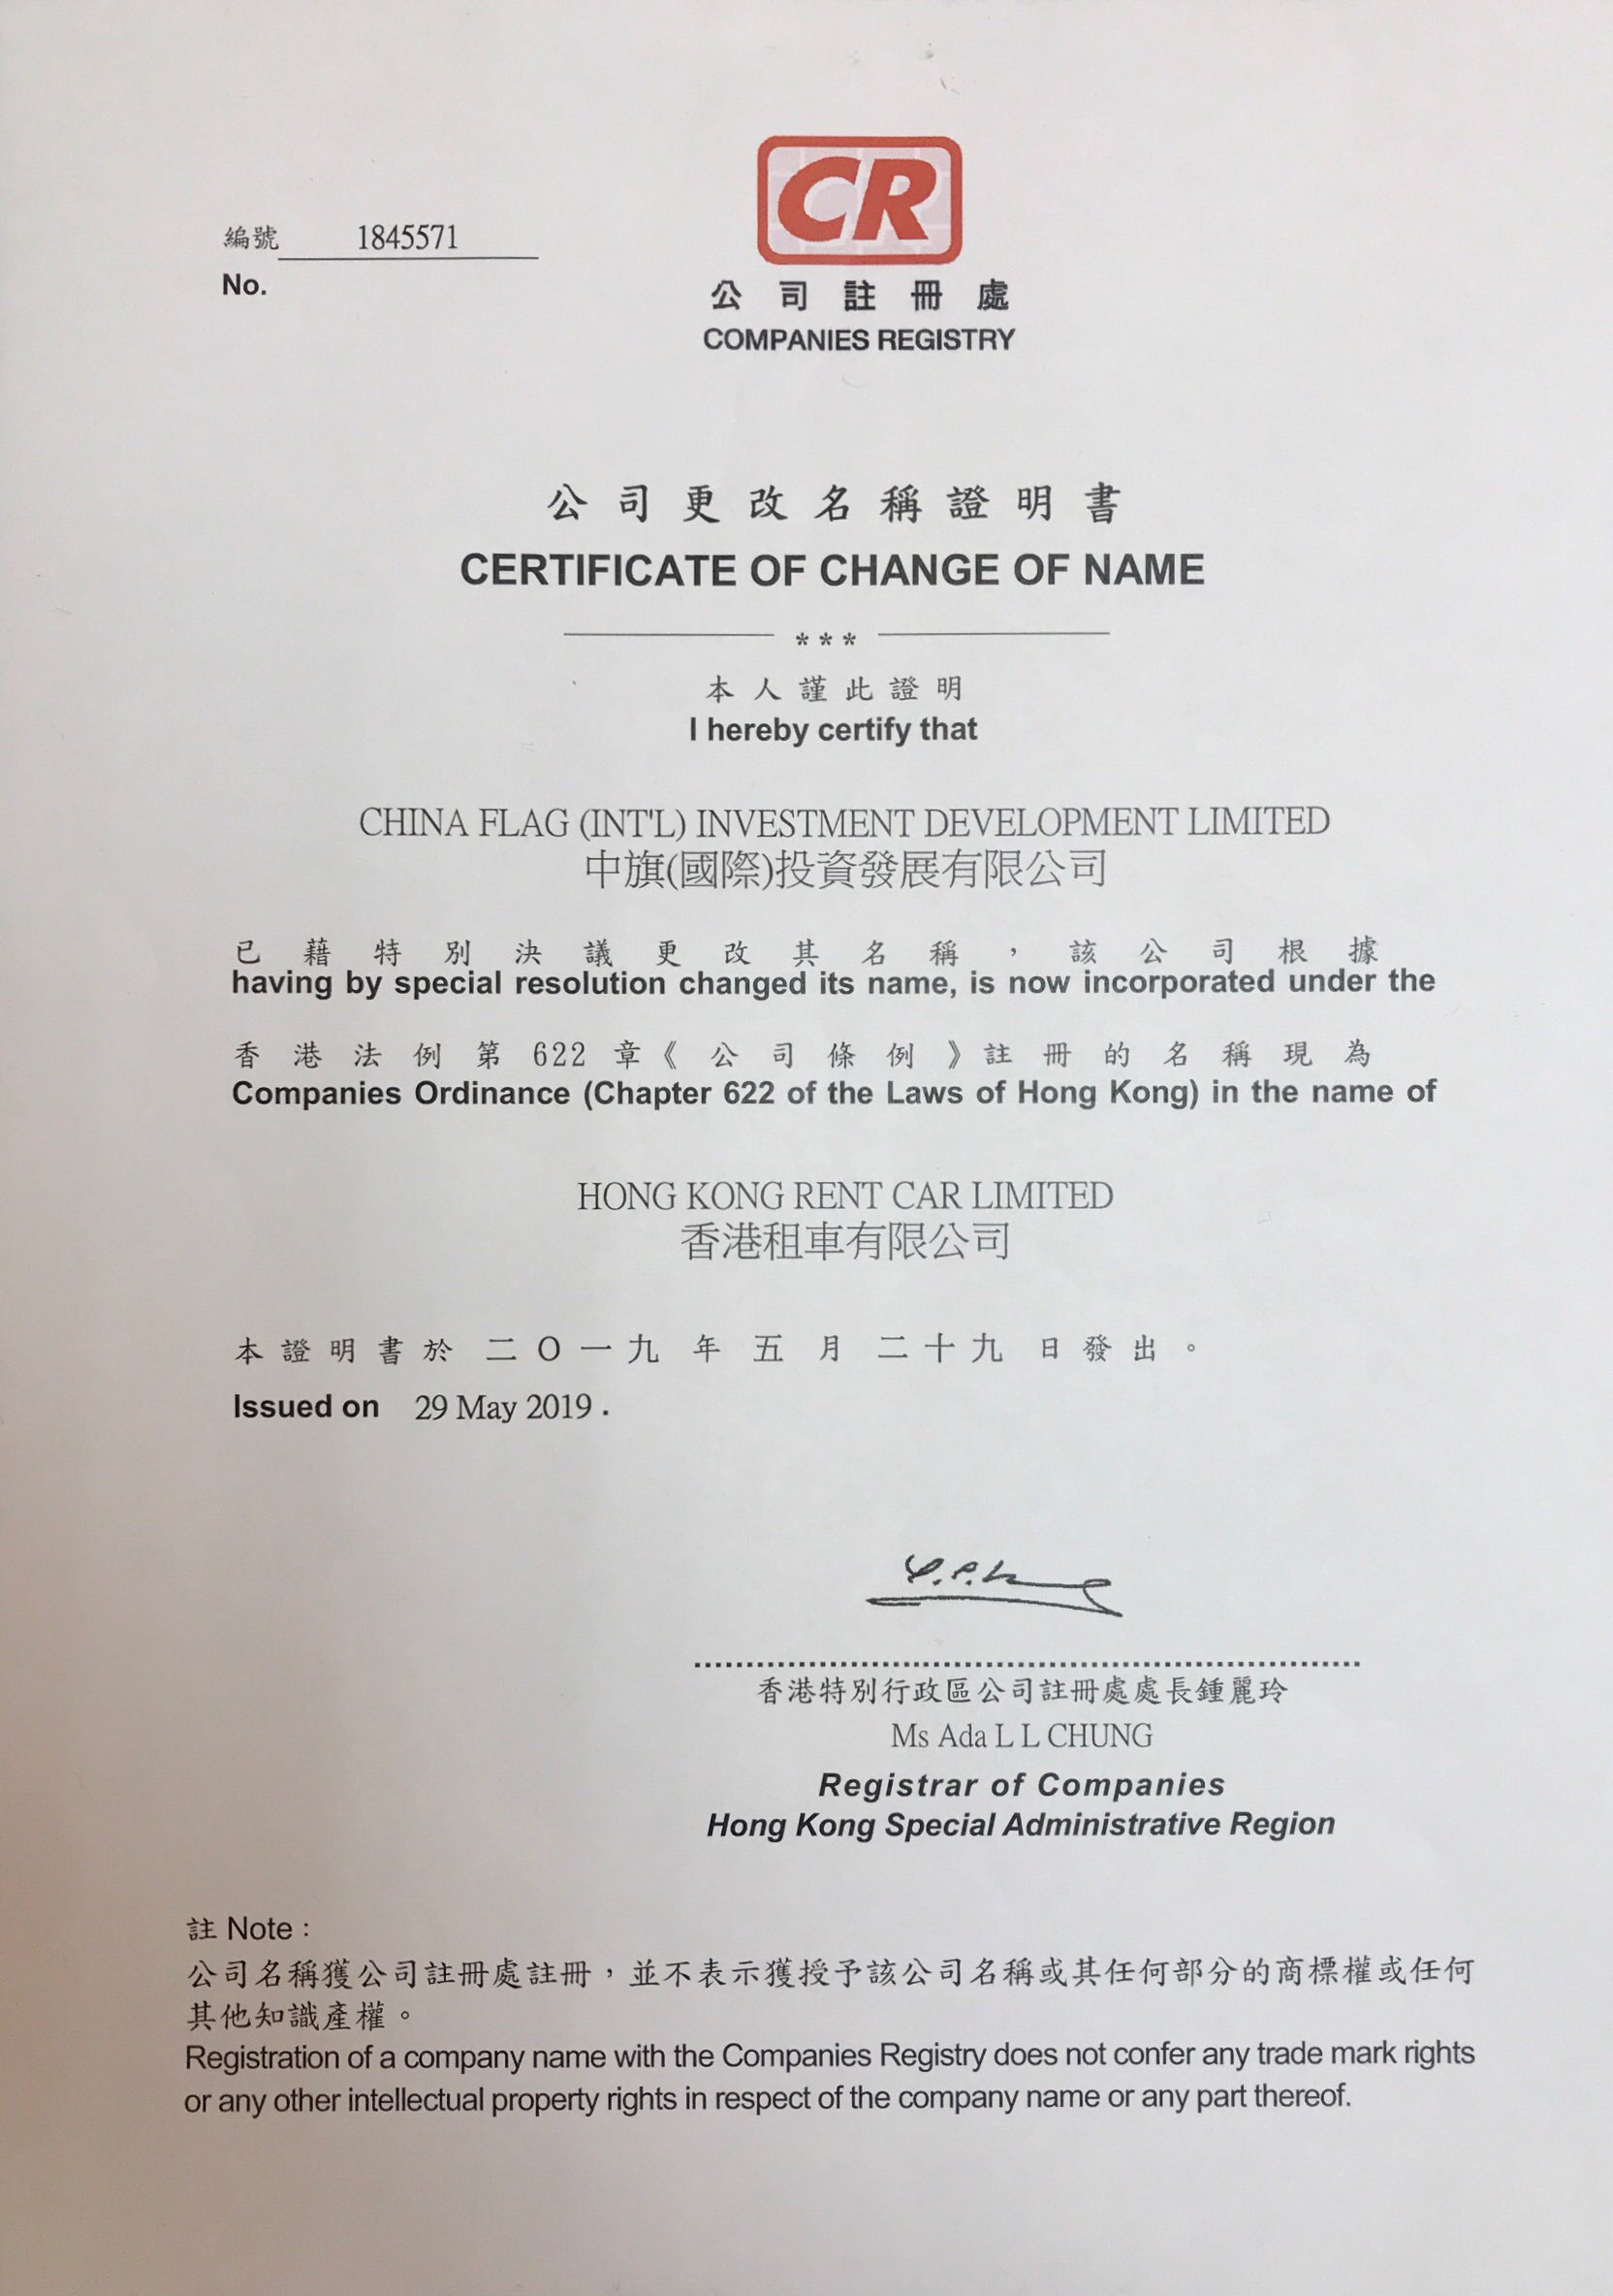 CR
編號 1845571
No.
公司註冊處
COMPANIES REGISTRY
公司更改名稱證明書
CERTIFICATE OF CHANGE OF NAME
***
本人謹此證明
I hereby certify that
CHINA FLAG (INT'L) INVESTMENT DEVELOPMENT LIMITED
中旗(國際)投資發展有限公司
已藉特別決議更改其名稱，該公司根據
having by special resolution changed its name, is now incorporated under the
香港法例第 622 章《公司條例》註冊的名稱現為
Companies Ordinance (Chapter 622 of the Laws of Hong Kong) in the name of
HONG KONG RENT CAR LIMITED
香港租車有限公司
本證明書於二O一九年五月二十九日發出。
Issued on 29 May 2019.
香港特別行政區公司註冊處處長鍾麗玲
Ms Ada L L CHUNG
Registrar of Companies
Hong Kong Special Administrative Region
註 Note：
公司名稱獲公司註冊處註冊，並不表示獲授予該公司名稱或其任何部分的商標權或任何
其他知識產權。
Registration of a company name with the Companies Registry does not confer any trade mark rights
or any other intellectual property rights in respect of the company name or any part thereof.